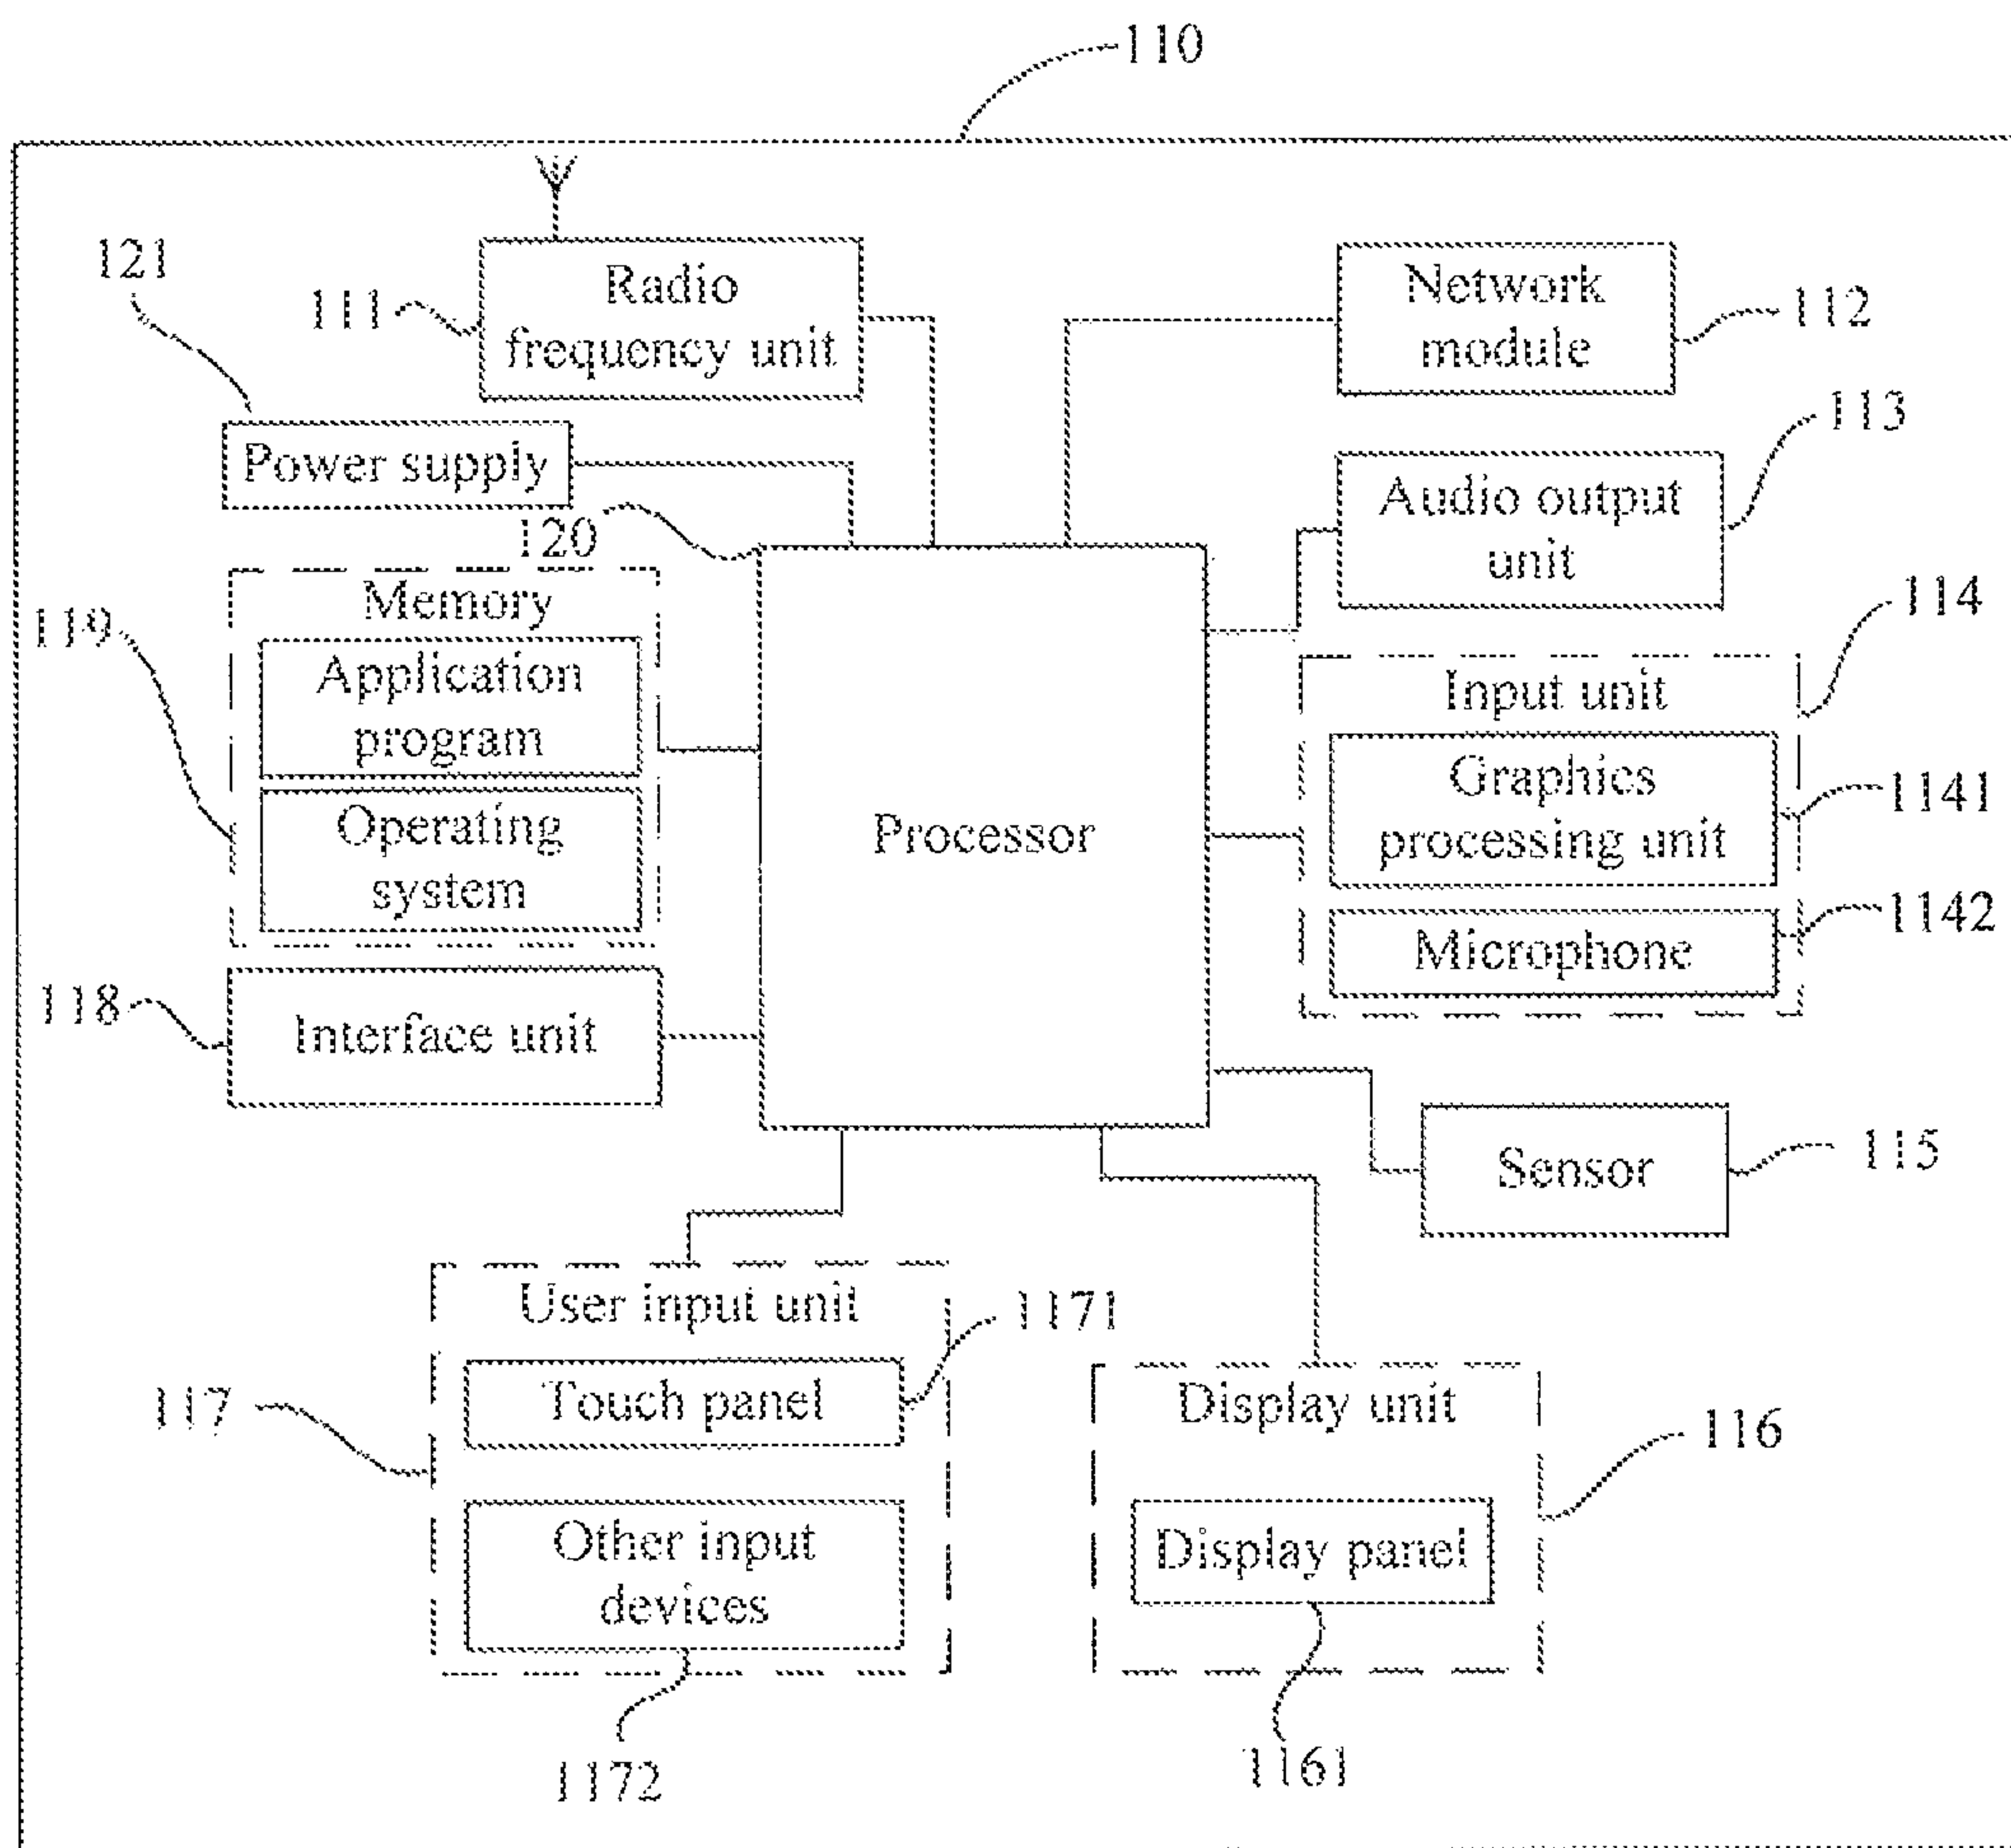 110
121
111
Radio
frequency unit
Network
module
112
Power supply
113
Audio output
unit
120
Memory
119
Application
program
Operating
system
Processor
114
Input unit
Graphics
processing unit
1141
Microphone
1142
118
Interface unit
Sensor
115
User input unit
1171
117
Touch panel
Other input
devices
1172
Display unit
116
Display panel
1161